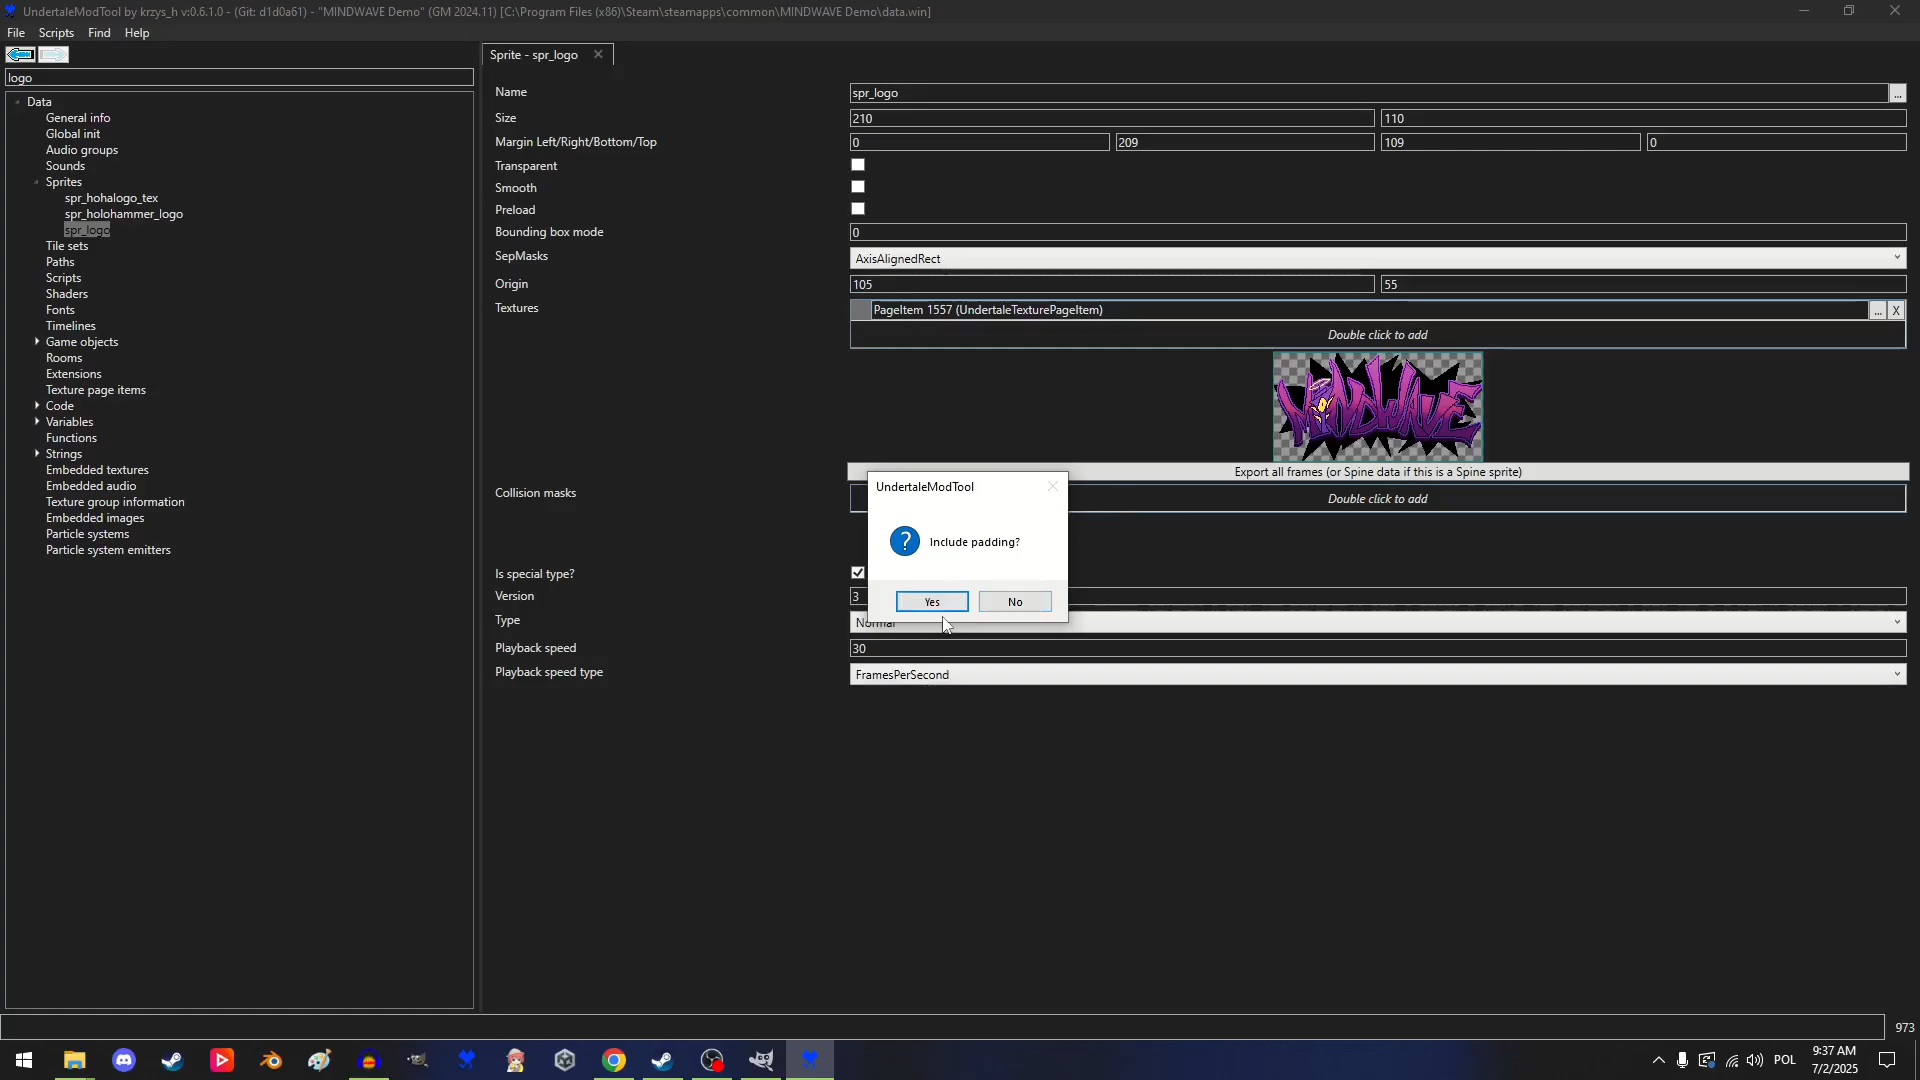 UndertaleModTool by krzys_h v:0.6.1.0 - (Git: d1d0a61) - "MINDWAVE Demo" (GM 2024.11) [C:\Program Files (x86)\Steam\steamapps\common\MINDWAVE Demo\data.win]
File Scripts Find Help
logo
Data
General info
Global init
Audio groups
Sounds
Sprites
spr_hohalogo_tex
spr_holohammer_logo
spr_logo
Tile sets
Paths
Scripts
Shaders
Fonts
Timelines
Game objects
Rooms
Extensions
Texture page items
Code
Variables
Functions
Strings
Embedded textures
Embedded audio
Texture group information
Embedded images
Particle systems
Particle system emitters
Sprite - spr_logo
Name spr_logo ...
Size 210 110
Margin Left/Right/Bottom/Top 0 209 109 0
Transparent
Smooth
Preload
Bounding box mode 0
SepMasks AxisAlignedRect
Origin 105 55
Textures PageItem 1557 (UndertaleTexturePageItem) ... X
Double click to add
MINDWAVE
Export all frames (or Spine data if this is a Spine sprite)
Collision masks Double click to add
UndertaleModTool
Include padding?
Yes No
Is special type?
Version 3
Type Normal
Playback speed 30
Playback speed type FramesPerSecond
973
POL
9:37 AM
7/2/2025